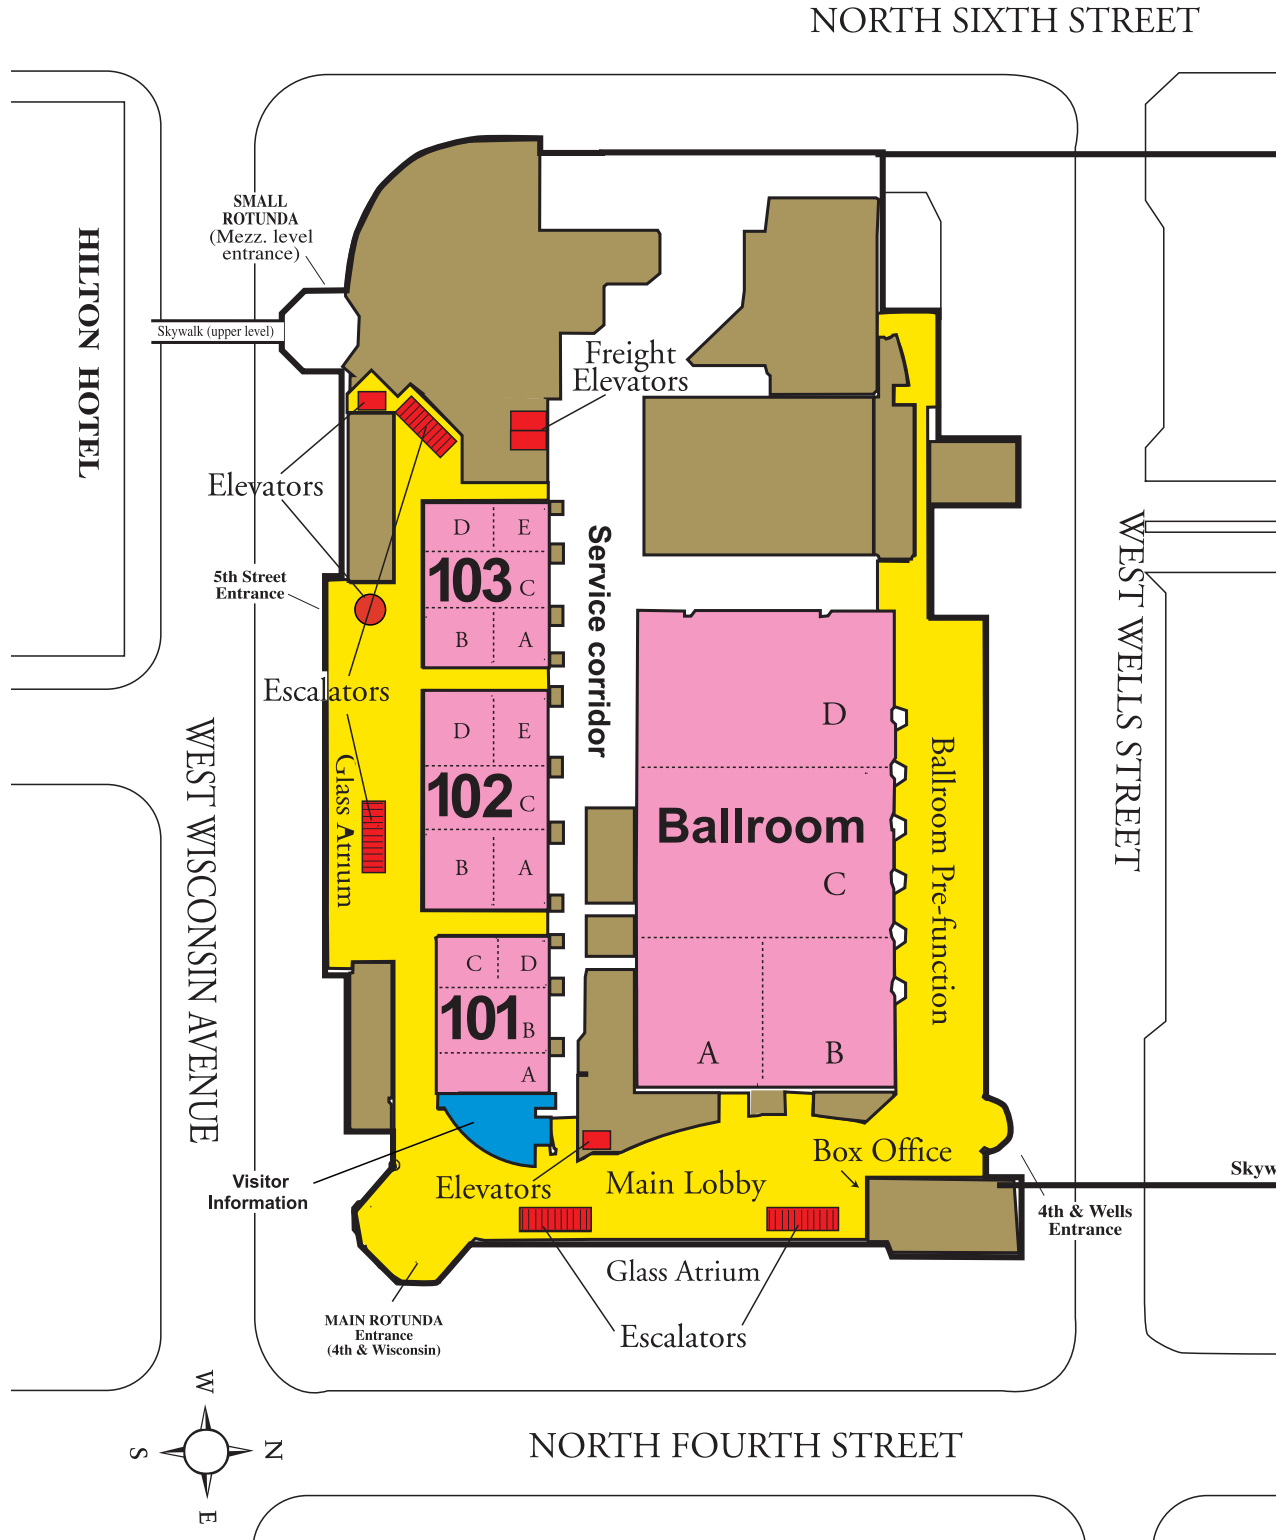 NORTH SIXTH STREET
SMALL
ROTUNDA
(Mezz. level
entrance)
HILTON HOTEL
Skywalk (upper level)
Freight
Elevators
Elevators
D
E
103
C
B
A
Service corridor
5th Street
Entrance
WEST WELLS STREET
Escalators
D
E
102
C
B
A
Glass Atrium
WEST WISCONSIN AVENUE
D
Ballroom
C
A
B
Ballroom Pre-function
C
D
101
B
A
Visitor
Information
Elevators
Main Lobby
Box Office
Skyw
4th & Wells
Entrance
Glass Atrium
MAIN ROTUNDA
Entrance
(4th & Wisconsin)
Escalators
W
S
N
E
NORTH FOURTH STREET